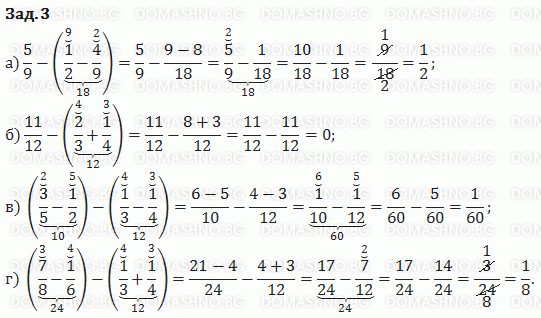 Зад.3
а) 5/9 − (1/2 − 4/9) = 5/9 − (9 − 8)/18 = 5/9 − 1/18 = 10/18 − 1/18 = 9/18 = 1/2;
б) 11/12 − (2/3 + 1/4) = 11/12 − (8 + 3)/12 = 11/12 − 11/12 = 0;
в) (3/5 − 1/2) − (1/3 − 1/4) = (6 − 5)/10 − (4 − 3)/12 = 1/10 − 1/12 = 6/60 − 5/60 = 1/60;
г) (7/8 − 1/6) − (1/3 + 1/4) = (21 − 4)/24 − (4 + 3)/12 = 17/24 − 7/12 = 17/24 − 14/24 = 3/24 = 1/8.